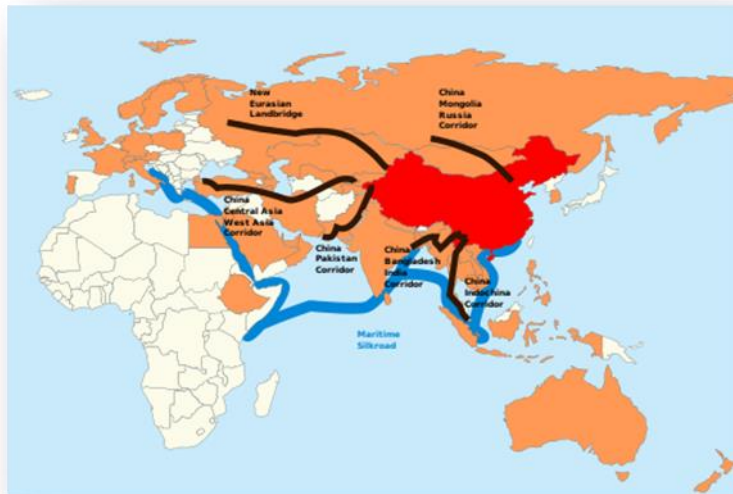 New
Eurasian
Landbridge
China
Mongolia
Russia
Corridor
China
Central Asia
West Asia
Corridor
China
Pakistan
Corridor
China
Bangladesh
India
Corridor
China
Indochina
Corridor
Maritime
Silkroad